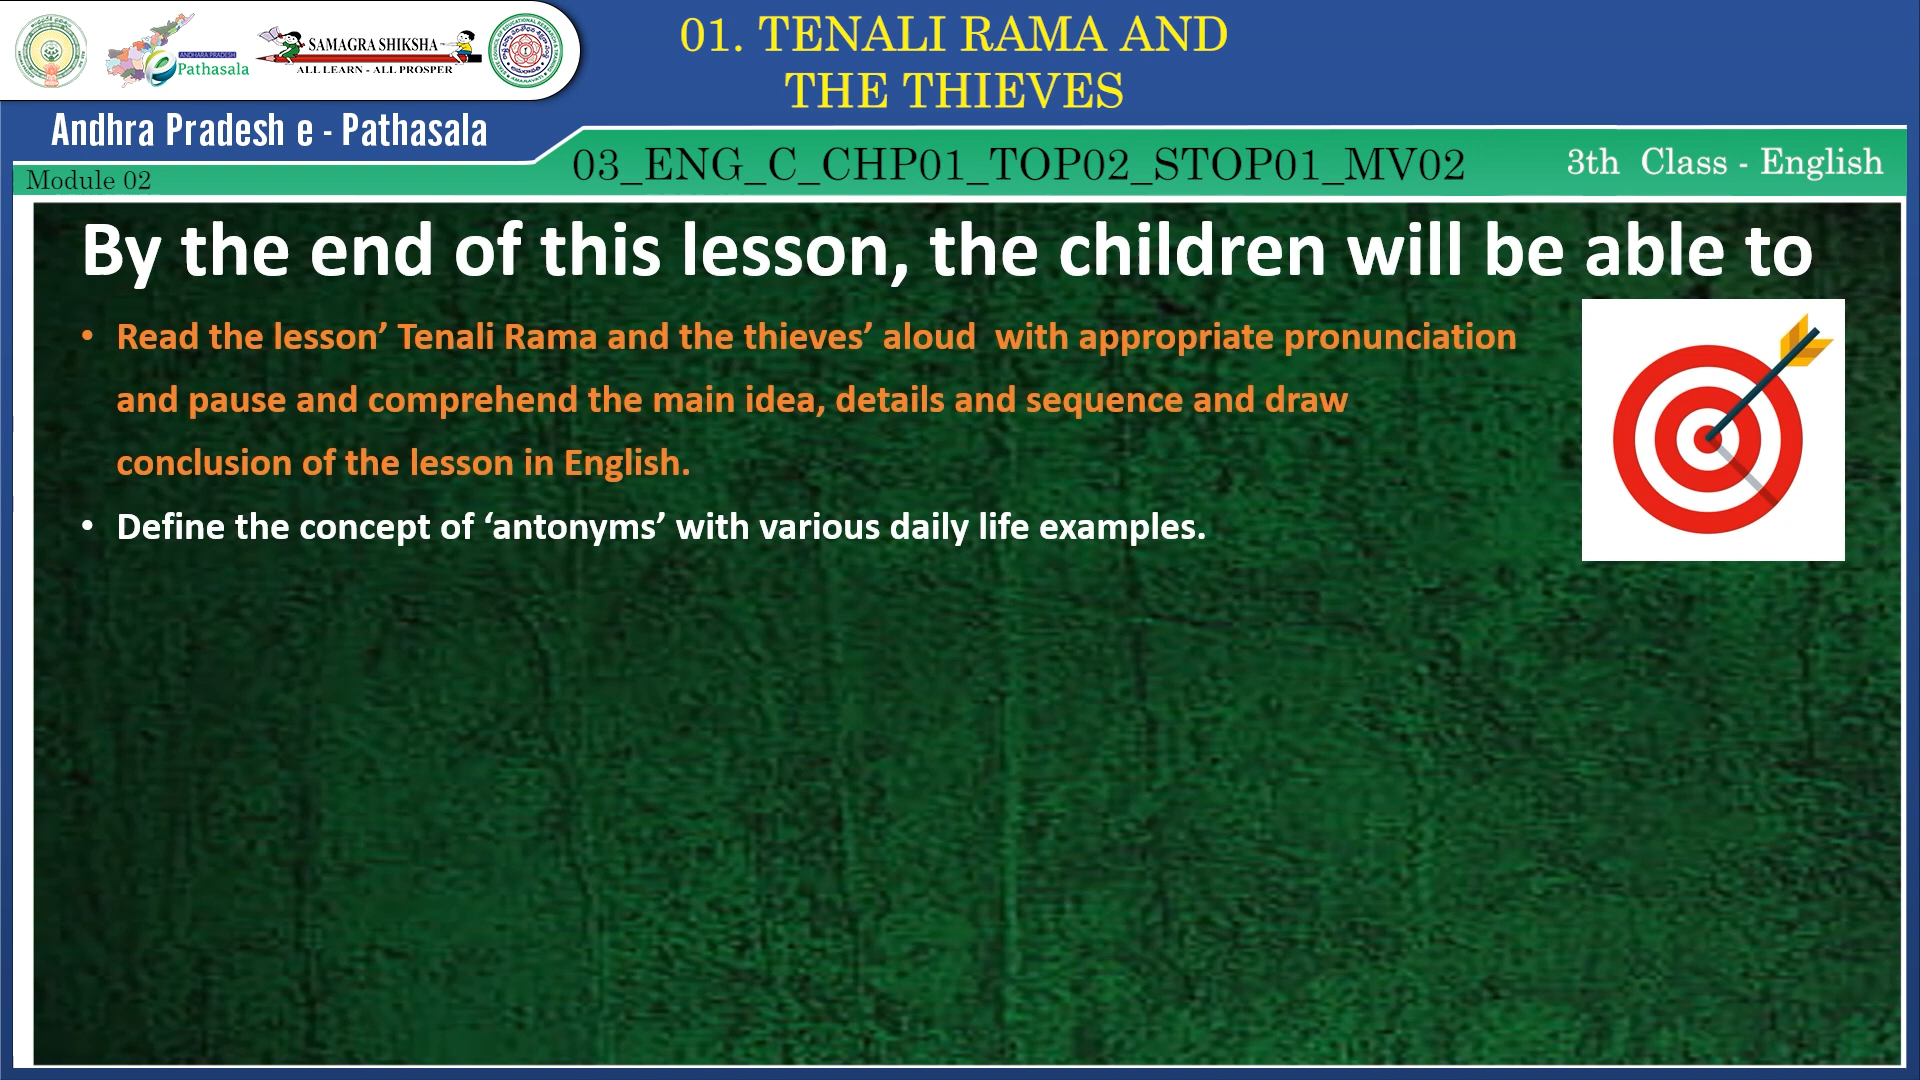 01. TENALI RAMA AND
THE THIEVES
ANDHRA PRADESH
e Pathasala
SAMAGRA SHIKSHA
ALL LEARN - ALL PROSPER
Andhra Pradesh e - Pathasala
Module 02
03_ENG_C_CHP01_TOP02_STOP01_MV02
3th Class - English
By the end of this lesson, the children will be able to
• Read the lesson’ Tenali Rama and the thieves’ aloud with appropriate pronunciation
and pause and comprehend the main idea, details and sequence and draw
conclusion of the lesson in English.
• Define the concept of ‘antonyms’ with various daily life examples.